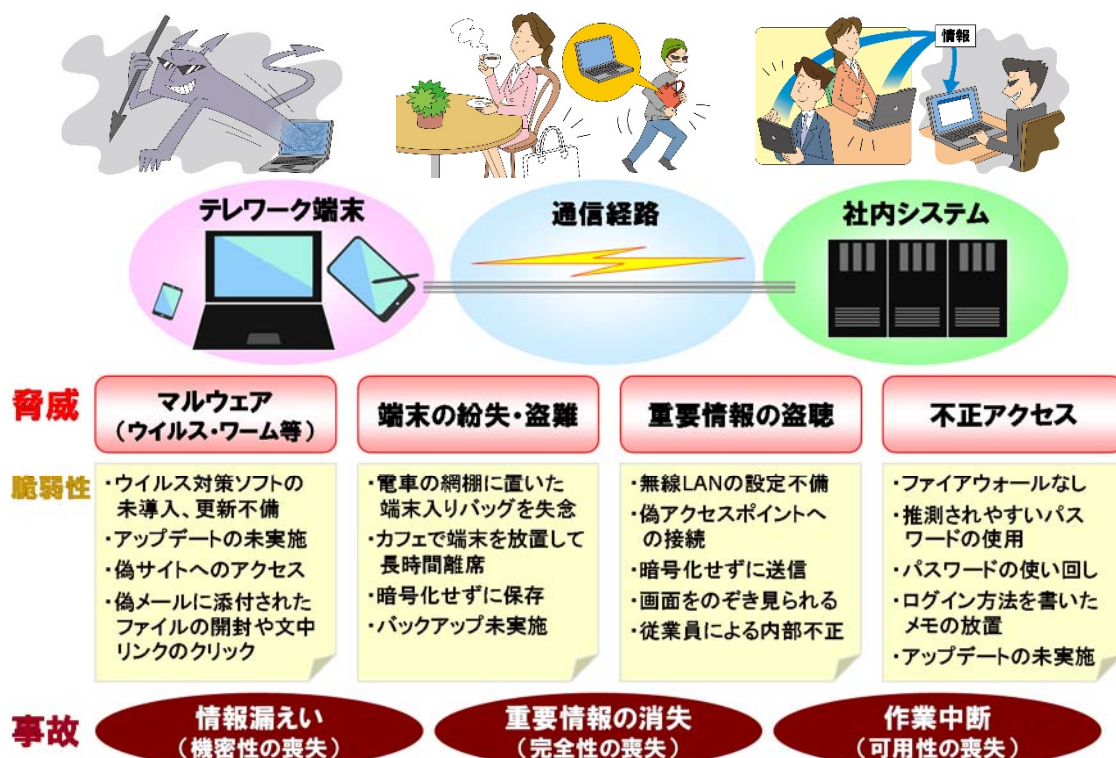 情報
テレワーク端末
通信経路
社内システム
脅威
マルウェア
(ウイルス・ワーム等)
端末の紛失・盗難
重要情報の盗聴
不正アクセス
脆弱性
・ウイルス対策ソフトの
未導入、更新不備
・アップデートの未実施
・偽サイトへのアクセス
・偽メールに添付された
ファイルの開封や文中
リンクのクリック
・電車の網棚に置いた
端末入りバッグを失念
・カフェで端末を放置して
長時間離席
・暗号化せずに保存
・バックアップ未実施
・無線LANの設定不備
・偽アクセスポイントへ
の接続
・暗号化せずに送信
・画面をのぞき見られる
・従業員による内部不正
・ファイアウォールなし
・推測されやすいパス
ワードの使用
・パスワードの使い回し
・ログイン方法を書いた
メモの放置
・アップデートの未実施
事故
情報漏えい
(機密性の喪失)
重要情報の消失
(完全性の喪失)
作業中断
(可用性の喪失)